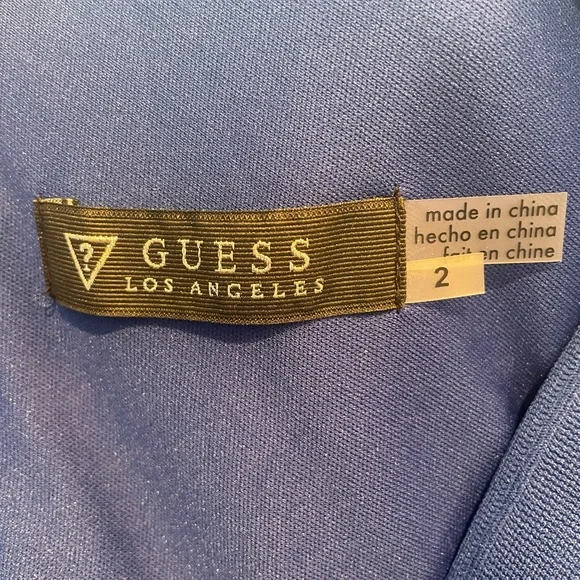 ?
GUESS
LOS ANGELES
made in china
hecho en china
fait en chine
2